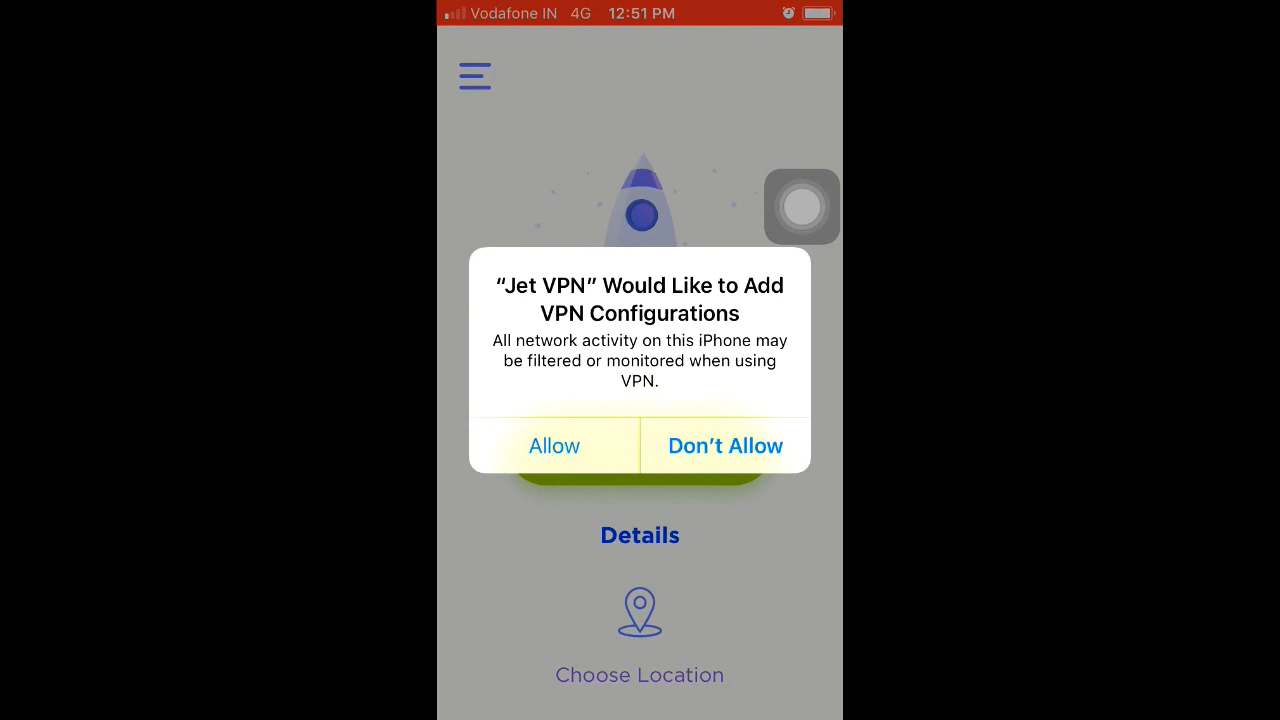 Vodafone IN 4G 12:51 PM
“Jet VPN” Would Like to Add
VPN Configurations
All network activity on this iPhone may
be filtered or monitored when using
VPN.
Allow Don’t Allow
Details
Choose Location